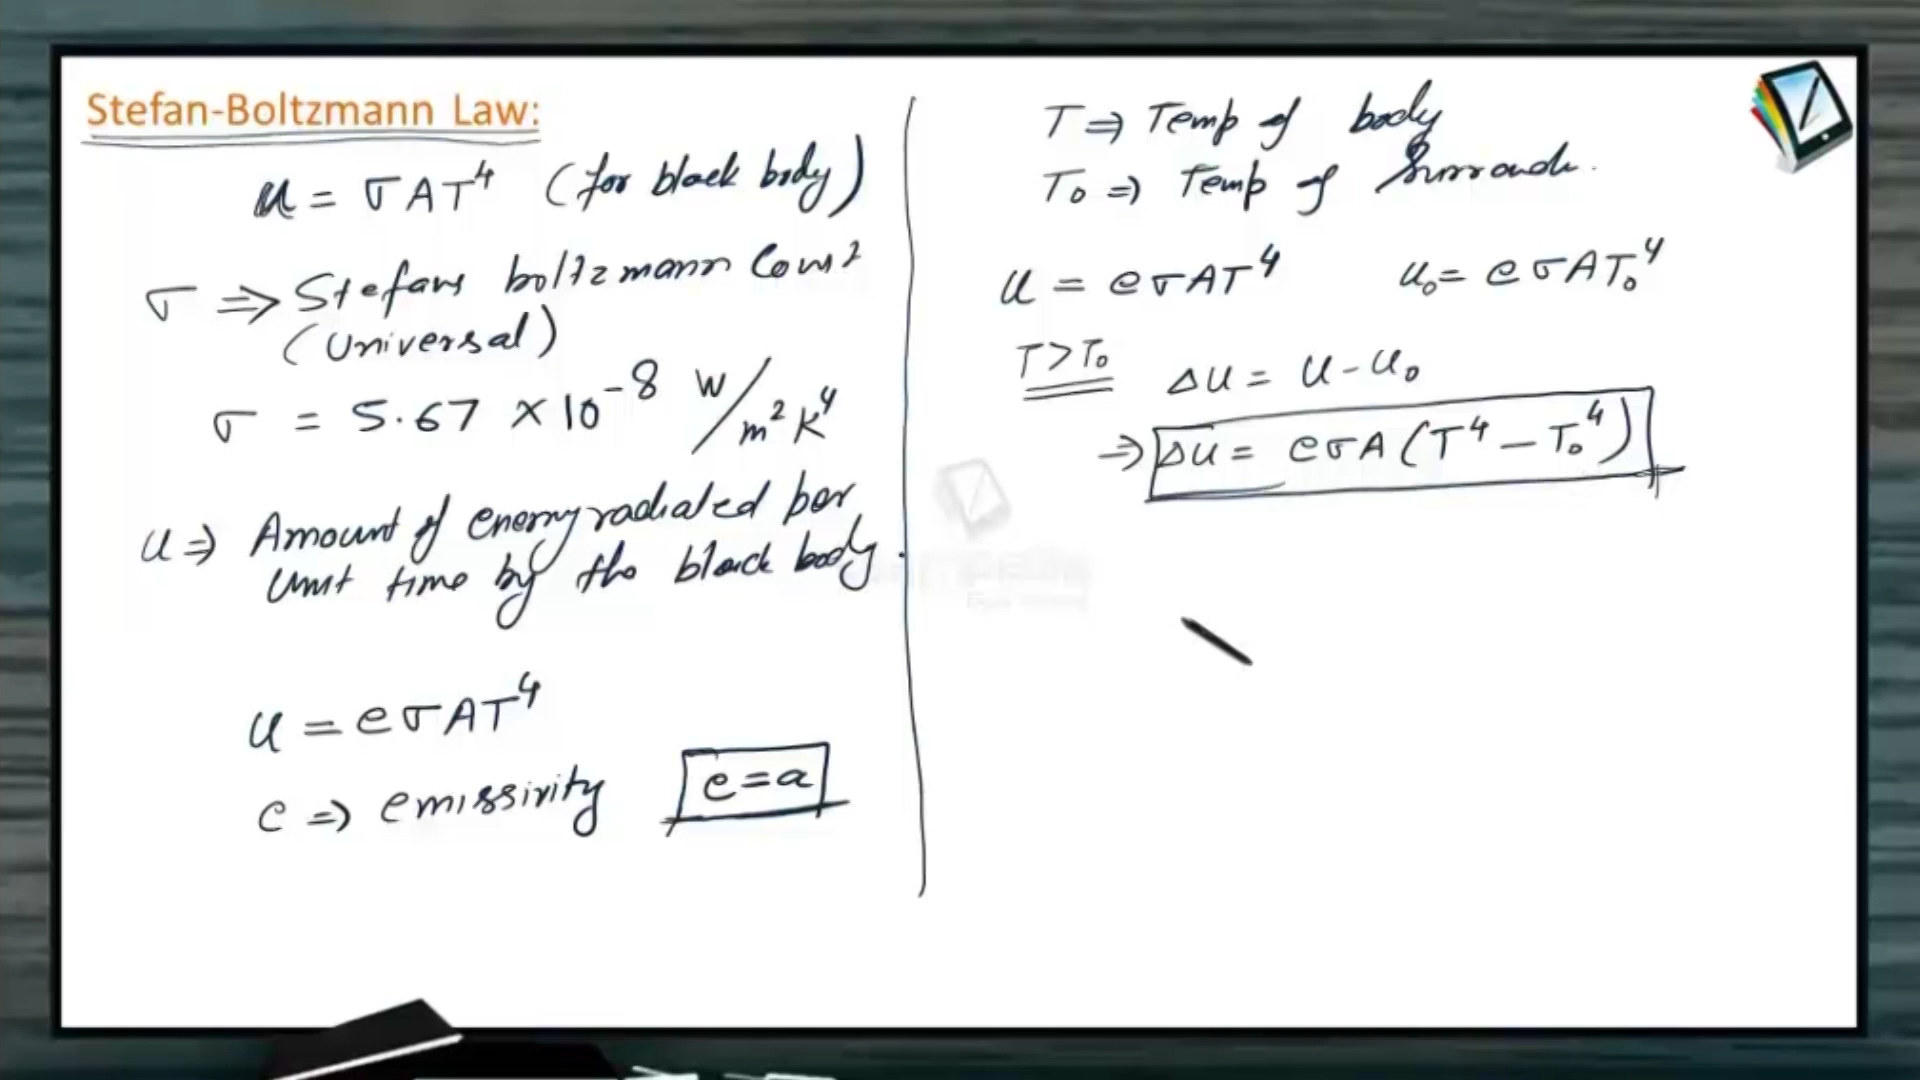 Stefan-Boltzmann Law:
u = σAT⁴ (for black body)
σ ⇒ Stefans boltzmann Const
(Universal)
σ = 5.67 × 10⁻⁸ W/m²K⁴
u ⇒ Amount of energy radiated per
unit time by the black body.
u = eσAT⁴
e ⇒ emissivity e = a
T ⇒ Temp of body
T₀ ⇒ Temp of
u = eσAT⁴ u₀ = eσAT₀⁴
T > T₀ Δu = u - u₀
⇒ Δu = eσA(T⁴ - T₀⁴)